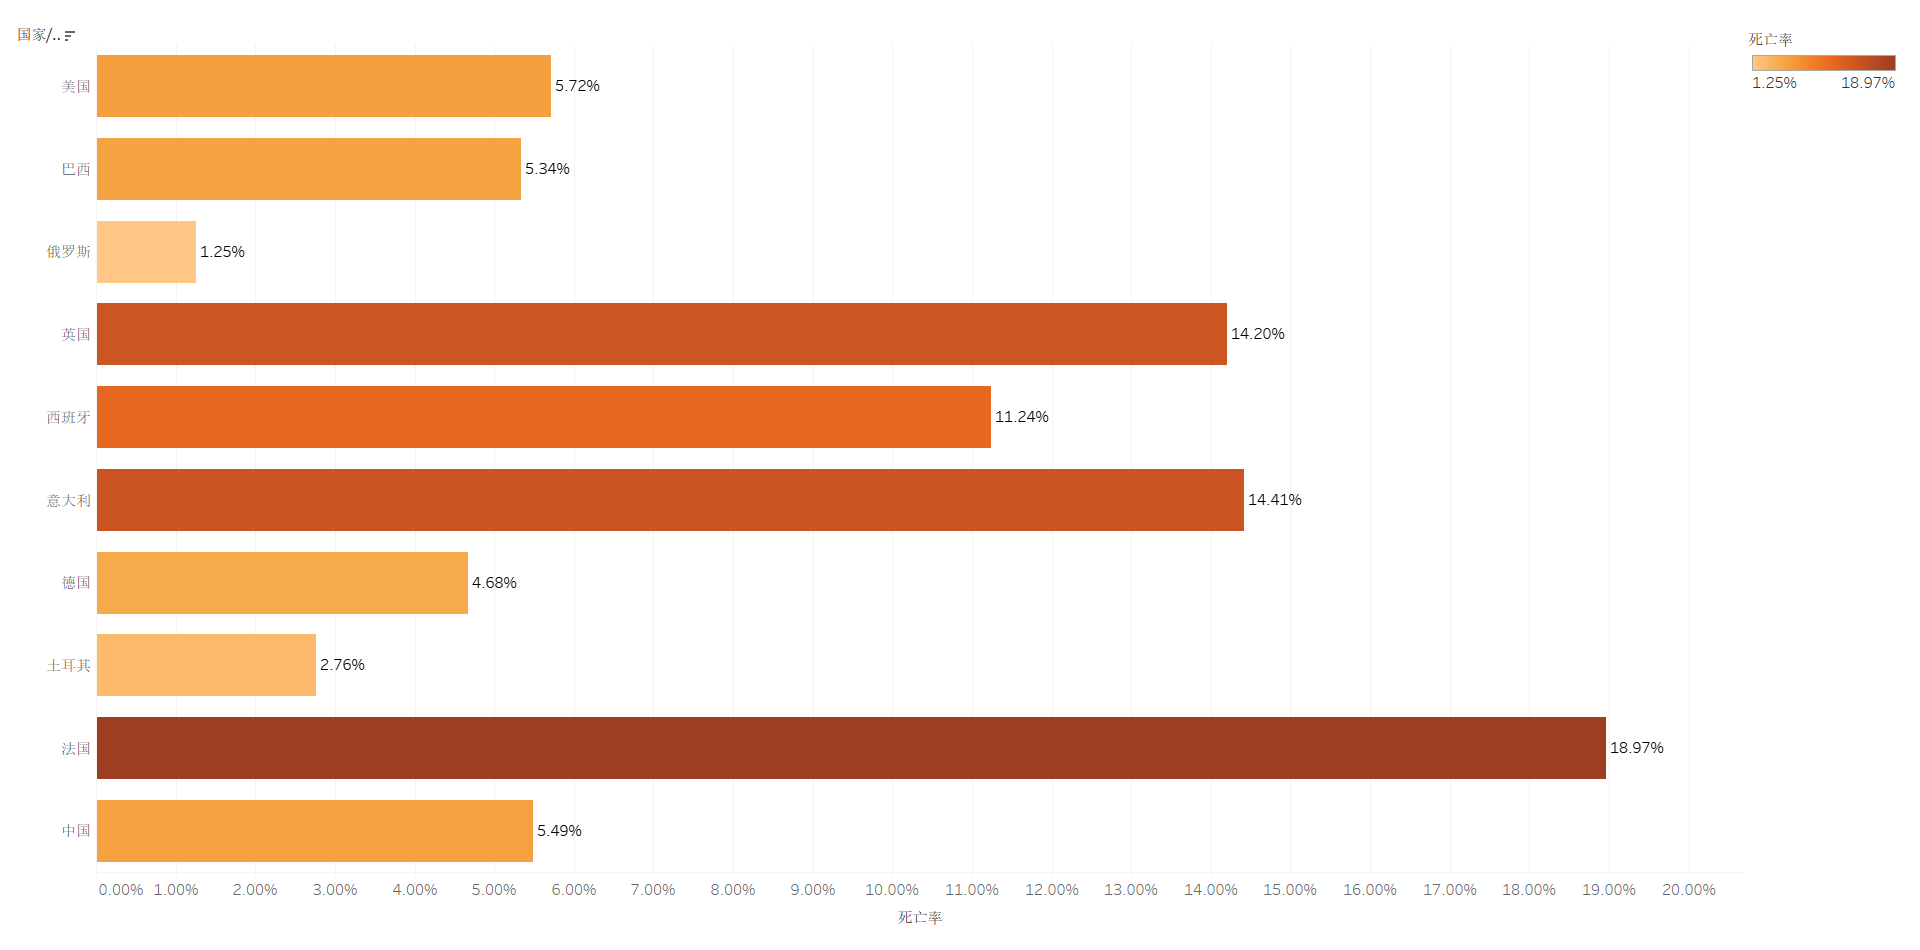 国家/..
死亡率
1.25% 18.97%
美国 5.72%
巴西 5.34%
俄罗斯 1.25%
英国 14.20%
西班牙 11.24%
意大利 14.41%
德国 4.68%
土耳其 2.76%
法国 18.97%
中国 5.49%
0.00% 1.00% 2.00% 3.00% 4.00% 5.00% 6.00% 7.00% 8.00% 9.00% 10.00% 11.00% 12.00% 13.00% 14.00% 15.00% 16.00% 17.00% 18.00% 19.00% 20.00%
死亡率